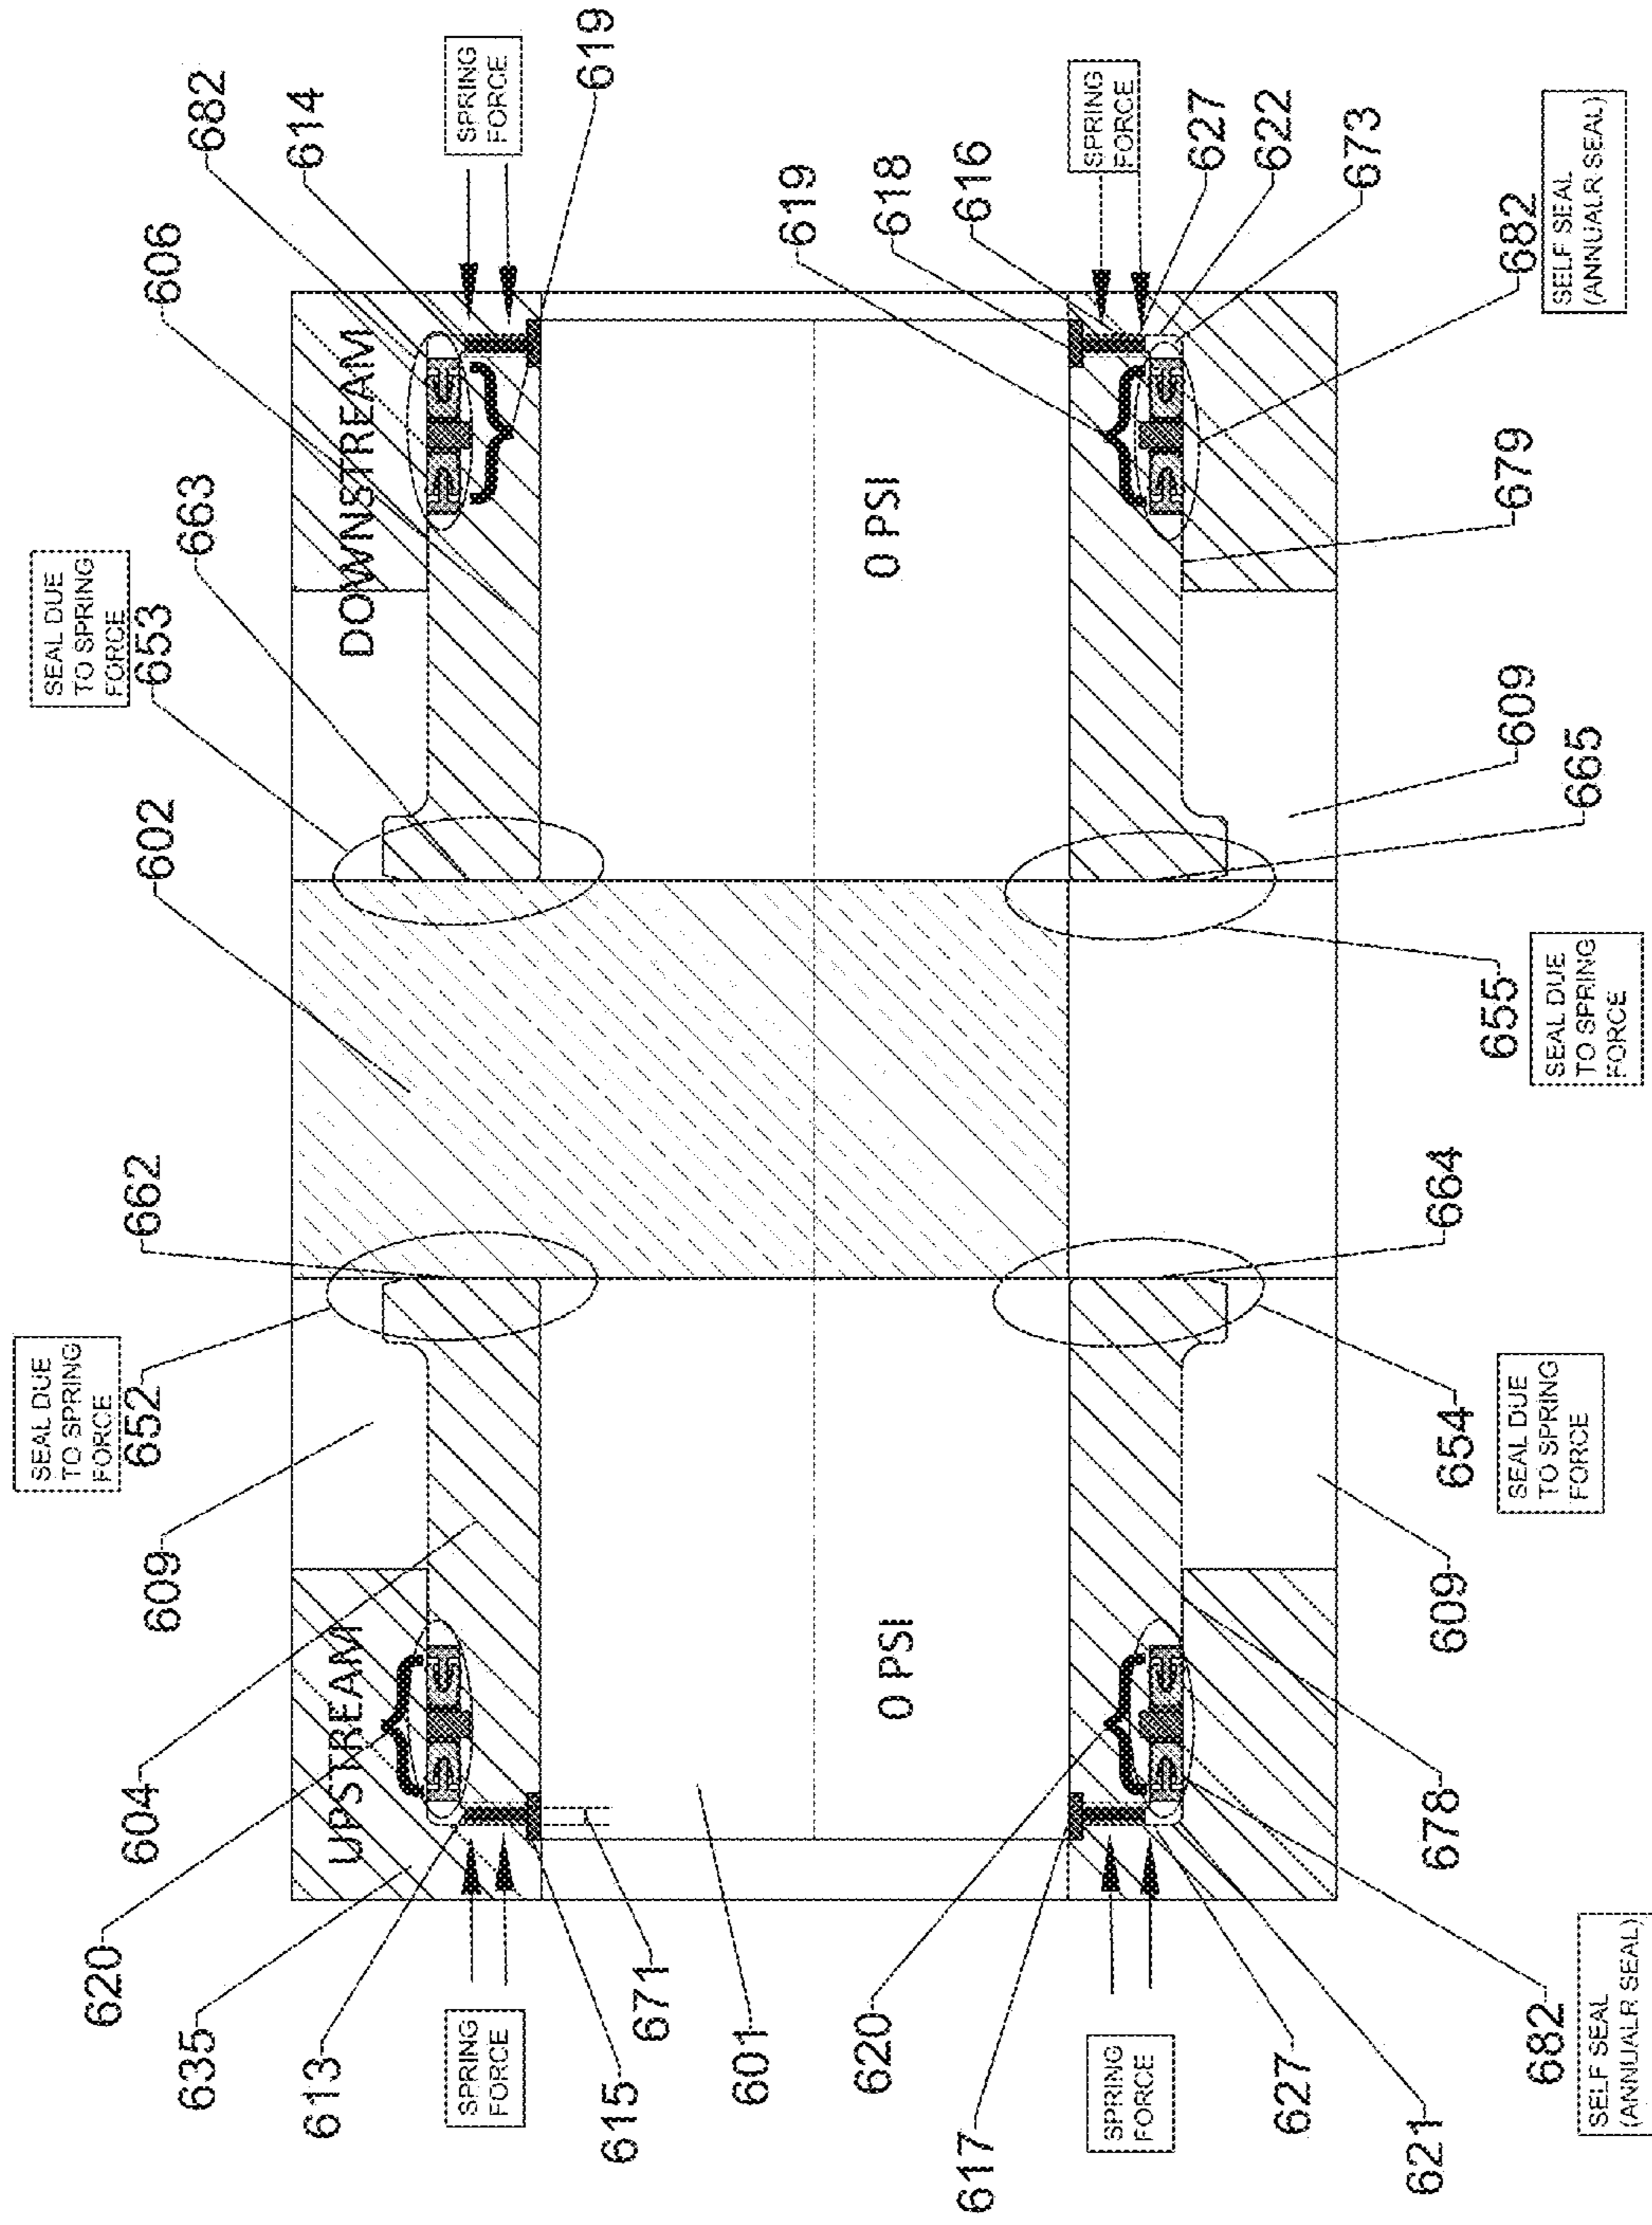 SEAL DUE
TO SPRING
FORCE
652
SEAL DUE
TO SPRING
FORCE
653
609
662
602
663
606
682
614
SPRING
FORCE
619
604
620
635
613
SPRING
FORCE
615
671
601
UPSTREAM
DOWNSTREAM
0 PSI
0 PSI
619
618
616
SPRING
FORCE
627
622
673
682
SELF SEAL
(ANNUALR SEAL)
620
617
SPRING
FORCE
627
621
682
SELF SEAL
(ANNUALR SEAL)
678
609
654
SEAL DUE
TO SPRING
FORCE
664
655
SEAL DUE
TO SPRING
FORCE
665
609
679